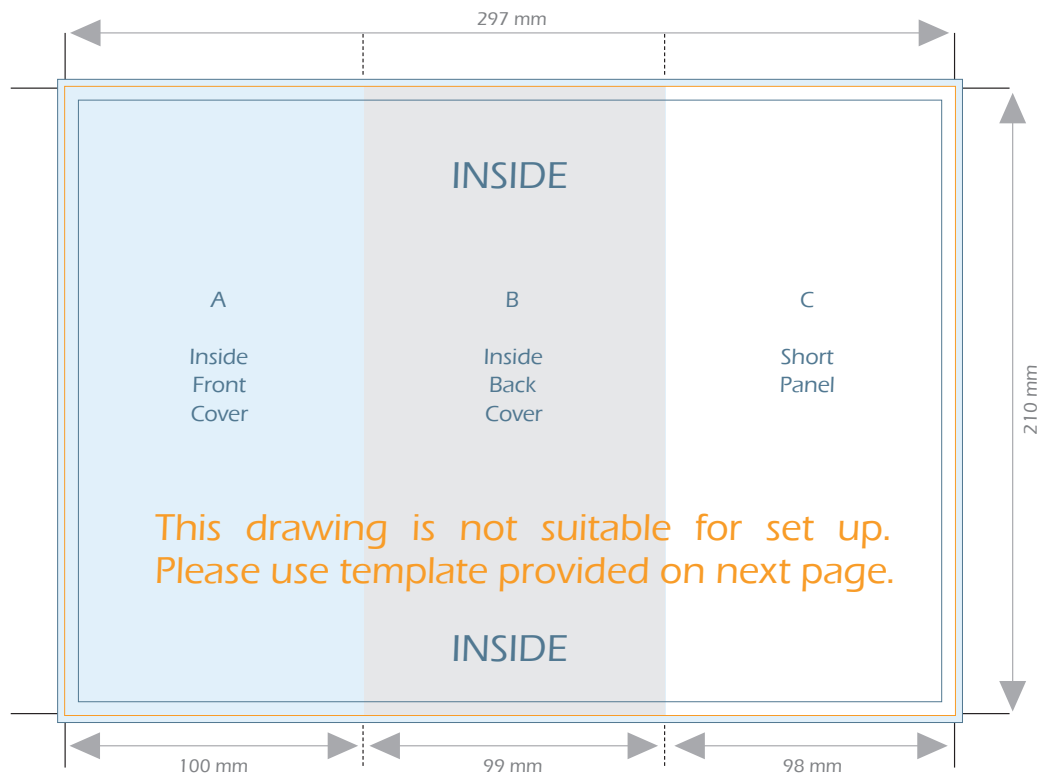 297 mm
INSIDE
A
Inside
Front
Cover
B
Inside
Back
Cover
C
Short
Panel
210 mm
This drawing is not suitable for set up.
Please use template provided on next page.
INSIDE
100 mm
99 mm
98 mm